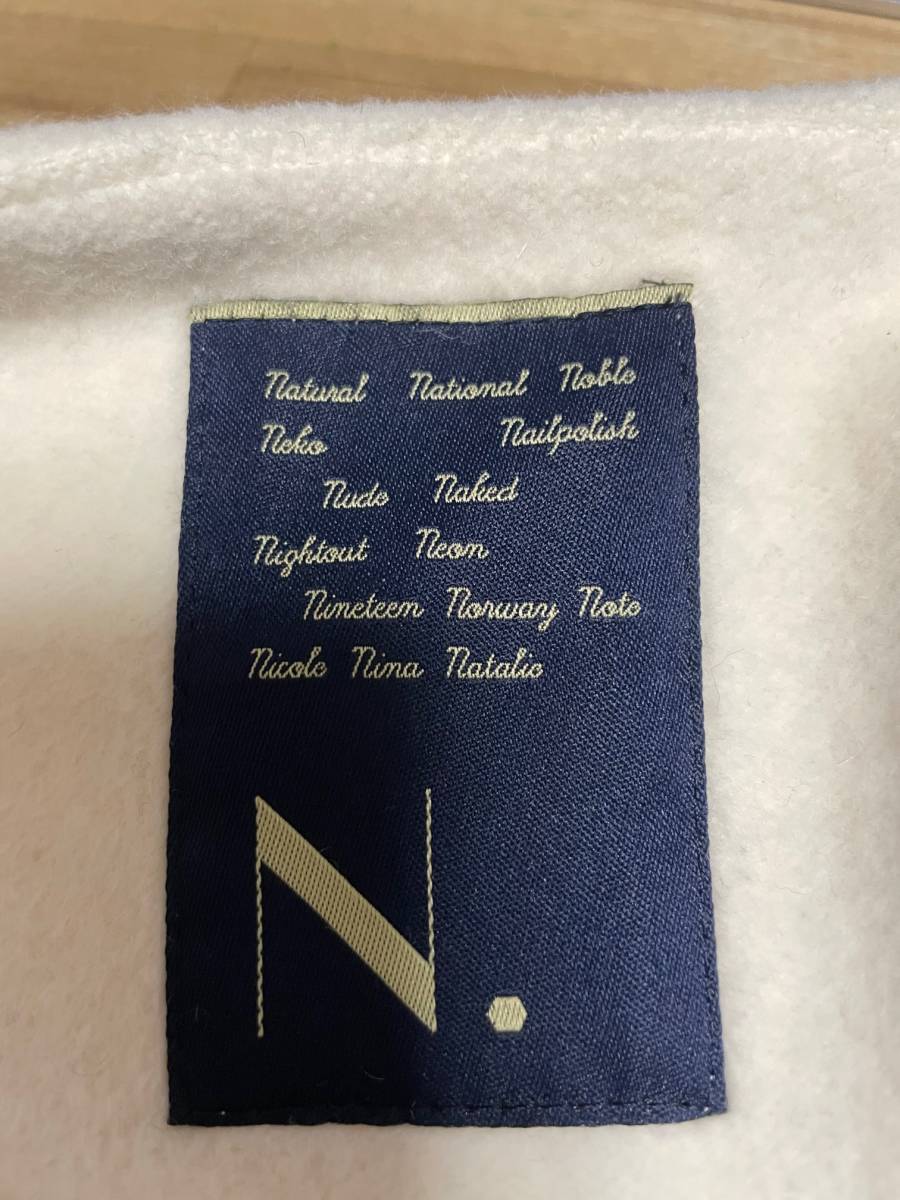 Natural National Noble
Neko Nailpolish
Nude Naked
Nightout Neon
Nineteen Norway Note
Nicole Nina Natalie
N.